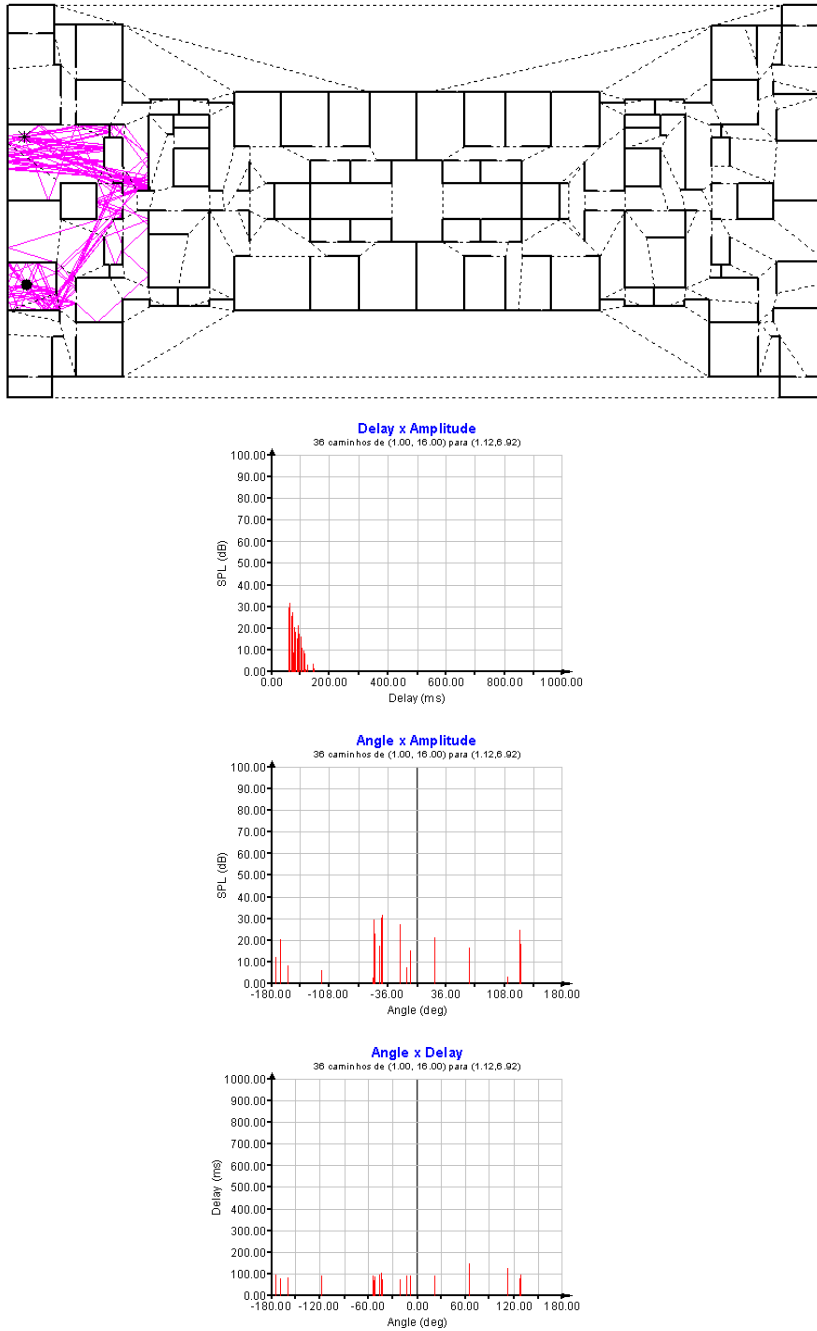 Delay x Amplitude
36 caminhos de (1.00, 16.00) para (1.12,6.92)
100.00
90.00
80.00
70.00
60.00
50.00
40.00
30.00
20.00
10.00
0.00
SPL (dB)
0.00 200.00 400.00 600.00 800.00 1000.00
Delay (ms)
Angle x Amplitude
36 caminhos de (1.00, 16.00) para (1.12,6.92)
100.00
90.00
80.00
70.00
60.00
50.00
40.00
30.00
20.00
10.00
0.00
SPL (dB)
-180.00 -108.00 -36.00 36.00 108.00 180.00
Angle (deg)
Angle x Delay
36 caminhos de (1.00, 16.00) para (1.12,6.92)
1000.00
900.00
800.00
700.00
600.00
500.00
400.00
300.00
200.00
100.00
0.00
Delay (ms)
-180.00 -120.00 -60.00 0.00 60.00 120.00 180.00
Angle (deg)